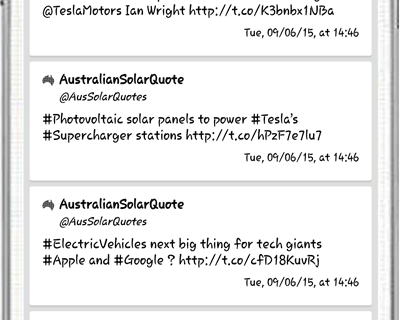 @TeslaMotors Ian Wright http://t.co/K3bnbx1NBa
Tue, 09/06/15, at 14:46
AustralianSolarQuote
@AusSolarQuotes
#Photovoltaic solar panels to power #Tesla's
#Supercharger stations http://t.co/hPzF7e7lu7
Tue, 09/06/15, at 14:46
AustralianSolarQuote
@AusSolarQuotes
#ElectricVehicles next big thing for tech giants
#Apple and #Google ? http://t.co/cfD18KuvRj
Tue, 09/06/15, at 14:46